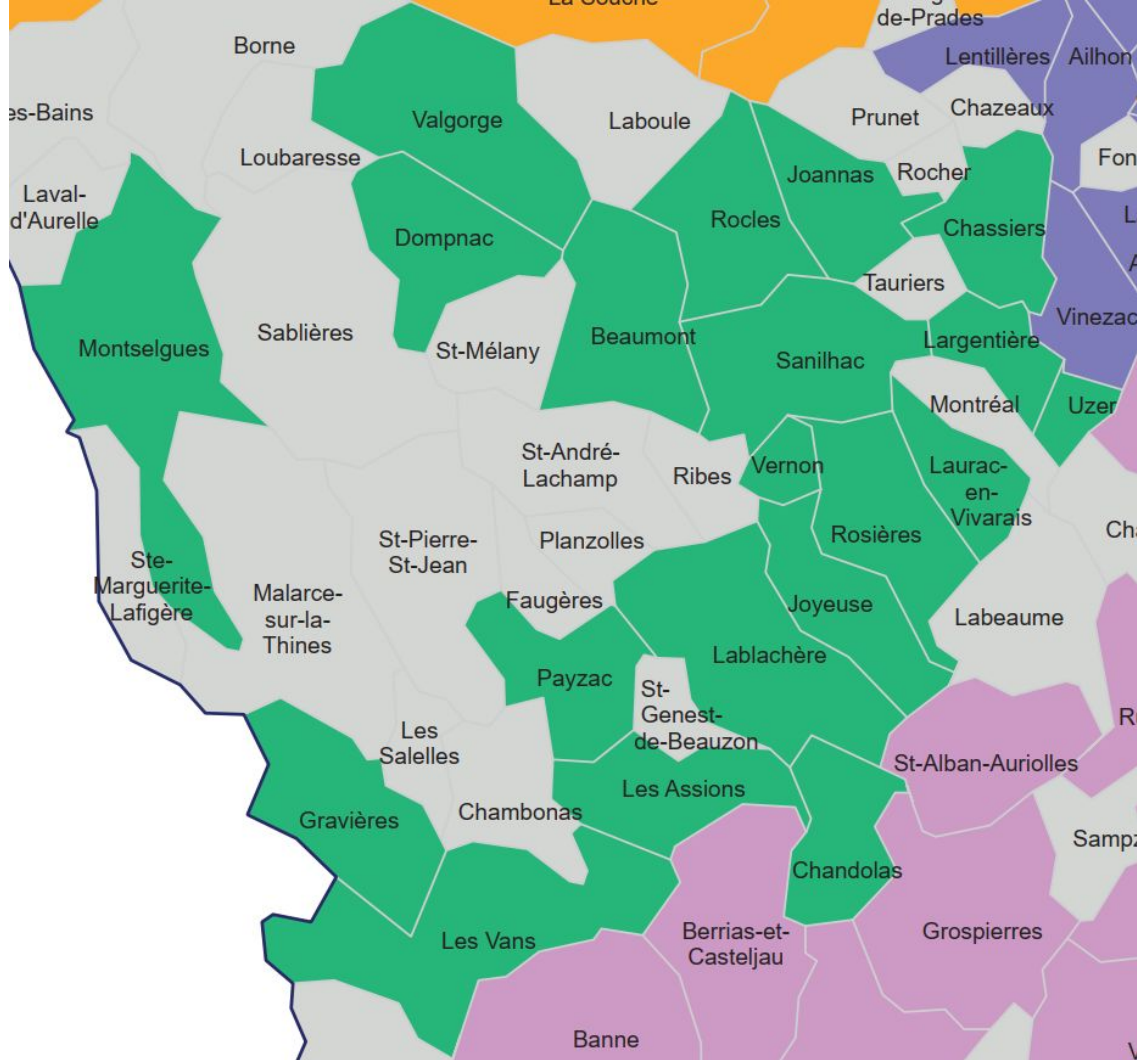 La Souche
de-Prades
Borne
Lentillères
Ailhon
es-Bains
Valgorge
Laboule
Prunet
Chazeaux
Loubaresse
Rocher
Fon
Laval-
d'Aurelle
Joannas
Rocles
Chassiers
L
Dompnac
A
Tauriers
Sablières
Montselgues
St-Mélany
Beaumont
Sanilhac
Largentière
Vinezac
Montréal
Uzer
St-André-
Lachamp
Ribes
Vernon
Laurac-
en-
Vivarais
St-Pierre-
St-Jean
Planzolles
Rosières
Cha
Ste-
Marguerite-
Lafigère
Malarce-
sur-la-
Thines
Faugères
Joyeuse
Labeaume
Payzac
Lablachère
St-
Genest-
de-Beauzon
Les
Salelles
St-Alban-Auriolles
R
Les Assions
Gravières
Chambonas
Sampz
Chandolas
Les Vans
Berrias-et-
Casteljau
Grospierres
Banne
V